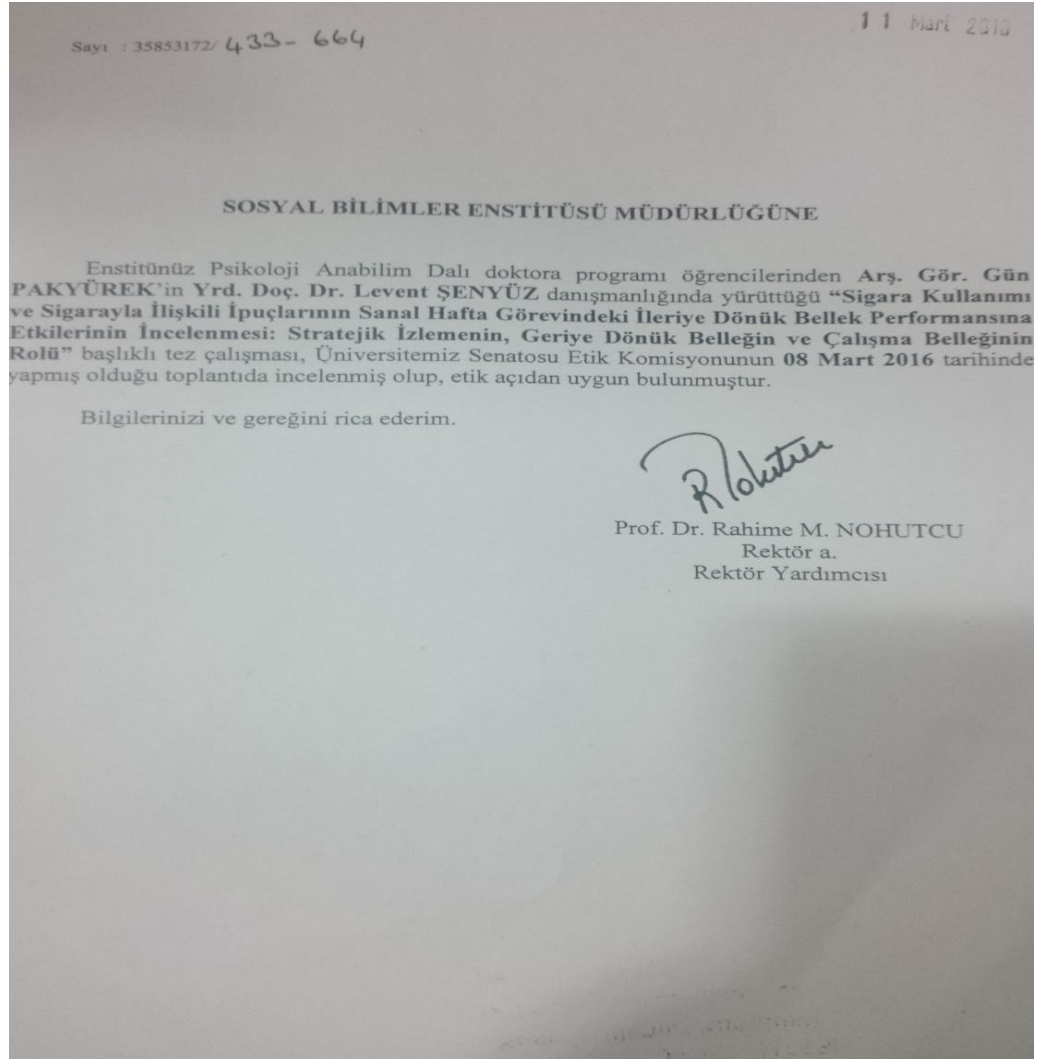 11 Mart 2016
Sayı : 35853172/ 433- 664
SOSYAL BİLİMLER ENSTİTÜSÜ MÜDÜRLÜĞÜNE
Enstitünüz Psikoloji Anabilim Dalı doktora programı öğrencilerinden Arş. Gör. Gün
PAKYÜREK'in Yrd. Doç. Dr. Levent ŞENYÜZ danışmanlığında yürüttüğü “Sigara Kullanımı
ve Sigarayla İlişkili İpuçlarının Sanal Hafta Görevindeki İleriye Dönük Bellek Performansına
Etkilerinin İncelenmesi: Stratejik İzlemenin, Geriye Dönük Belleğin ve Çalışma Belleğinin
Rolü” başlıklı tez çalışması, Üniversitemiz Senatosu Etik Komisyonunun 08 Mart 2016 tarihinde
yapmış olduğu toplantıda incelenmiş olup, etik açıdan uygun bulunmuştur.
Bilgilerinizi ve gereğini rica ederim.
Prof. Dr. Rahime M. NOHUTCU
Rektör a.
Rektör Yardımcısı